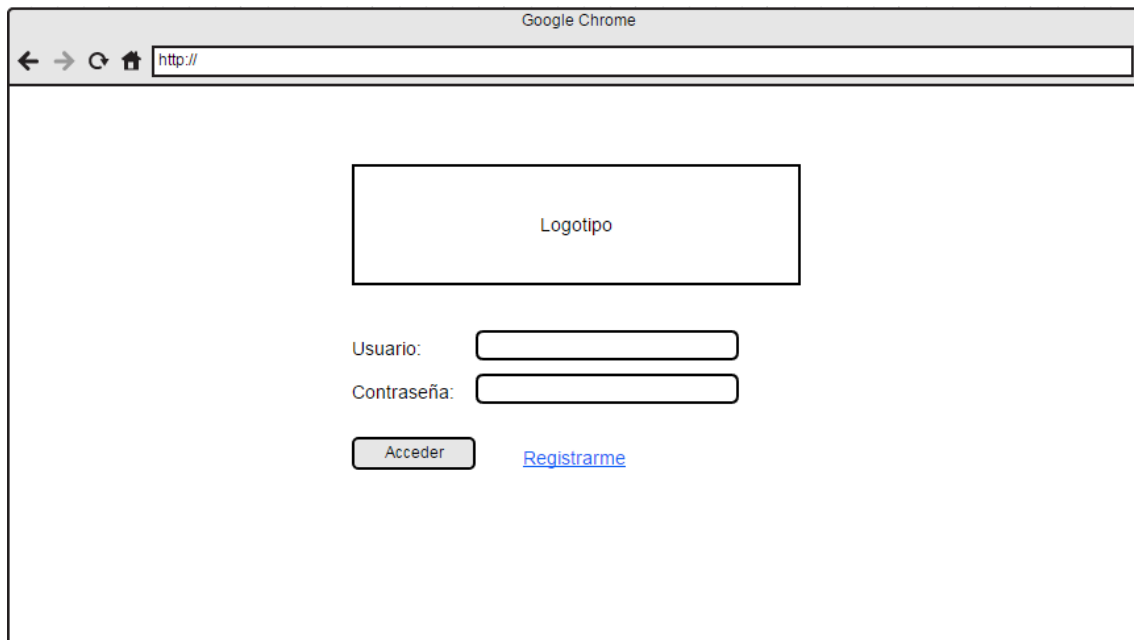 Google Chrome
http://
Logotipo
Usuario:
Contraseña:
Acceder
Registrarme